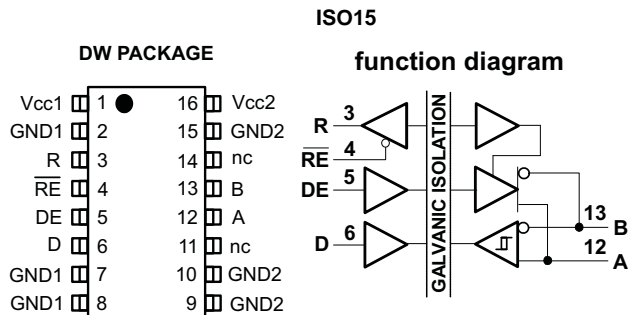 ISO15
DW PACKAGE
Vcc1 1 16 Vcc2
GND1 2 15 GND2
R 3 14 nc
RE 4 13 B
DE 5 12 A
D 6 11 nc
GND1 7 10 GND2
GND1 8 9 GND2
function diagram
R 3
RE 4
DE 5
D 6
GALVANIC ISOLATION
13 B
12 A